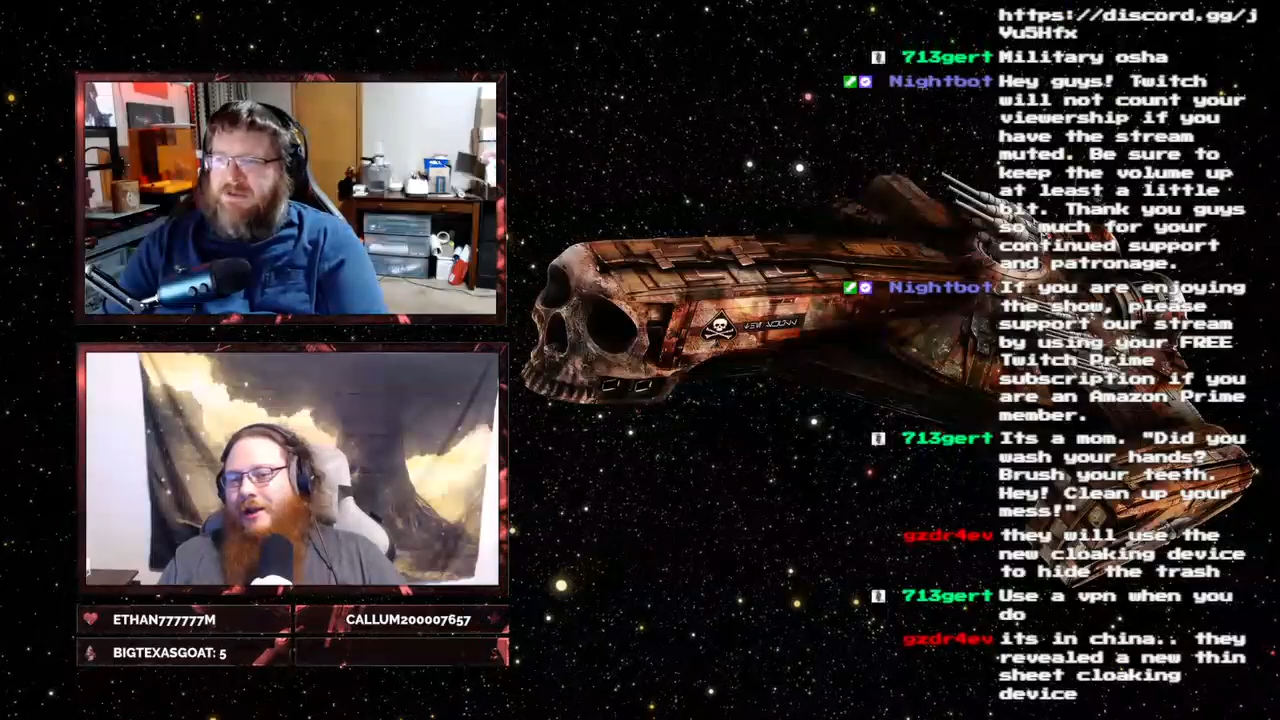 https://discord.gg/j
Vu5Hfx
713gert Military osha
Nightbot Hey guys! Twitch
will not count your
viewership if you
have the stream
muted. Be sure to
keep the volume up
at least a little
bit. Thank you guys
so much for your
continued support
and patronage.
Nightbot If you are enjoying
the show, please
support our stream
by using your FREE
Twitch Prime
subscription if you
are an Amazon Prime
member.
713gert Its a mom. "Did you
wash your hands?
Brush your teeth.
Hey! Clean up your
mess!"
gzdr4ev they will use the
new cloaking device
to hide the trash
713gert Use a vpn when you
do
gzdr4ev its in china.. they
revealed a new thin
sheet cloaking
device
ETHAN777777M
CALLUM200007657
BIGTEXASGOAT: 5